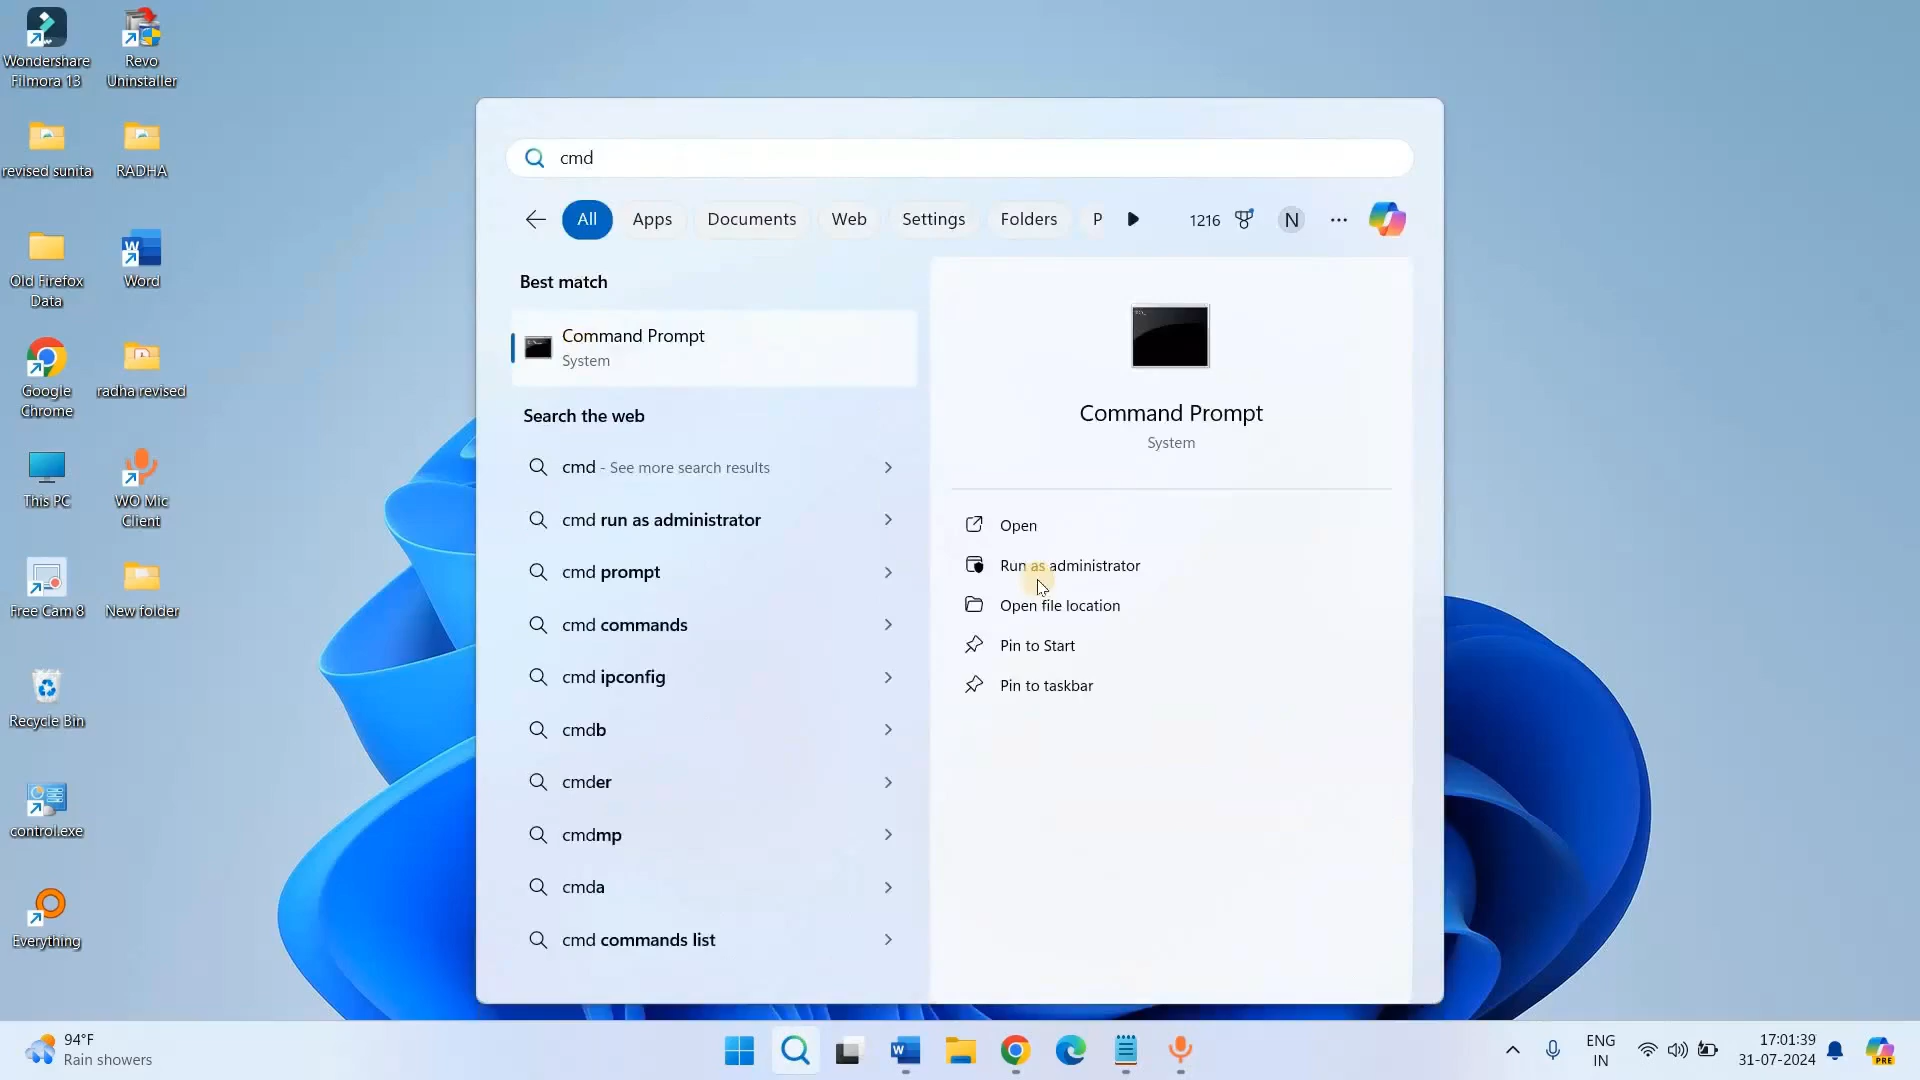 Wondershare
Filmora 13
Revo
Uninstaller
revised sunita
RADHA
Old Firefox
Data
Word
Google
Chrome
radha revised
This PC
WO Mic
Client
Free Cam 8
New folder
Recycle Bin
control.exe
Everything
cmd
All
Apps
Documents
Web
Settings
Folders
P
1216
N
Best match
Command Prompt
System
Search the web
cmd - See more search results
cmd run as administrator
cmd prompt
cmd commands
cmd ipconfig
cmdb
cmder
cmdmp
cmda
cmd commands list
Command Prompt
System
Open
Run as administrator
Open file location
Pin to Start
Pin to taskbar
94°F
Rain showers
ENG
IN
17:01:39
31-07-2024
PRE